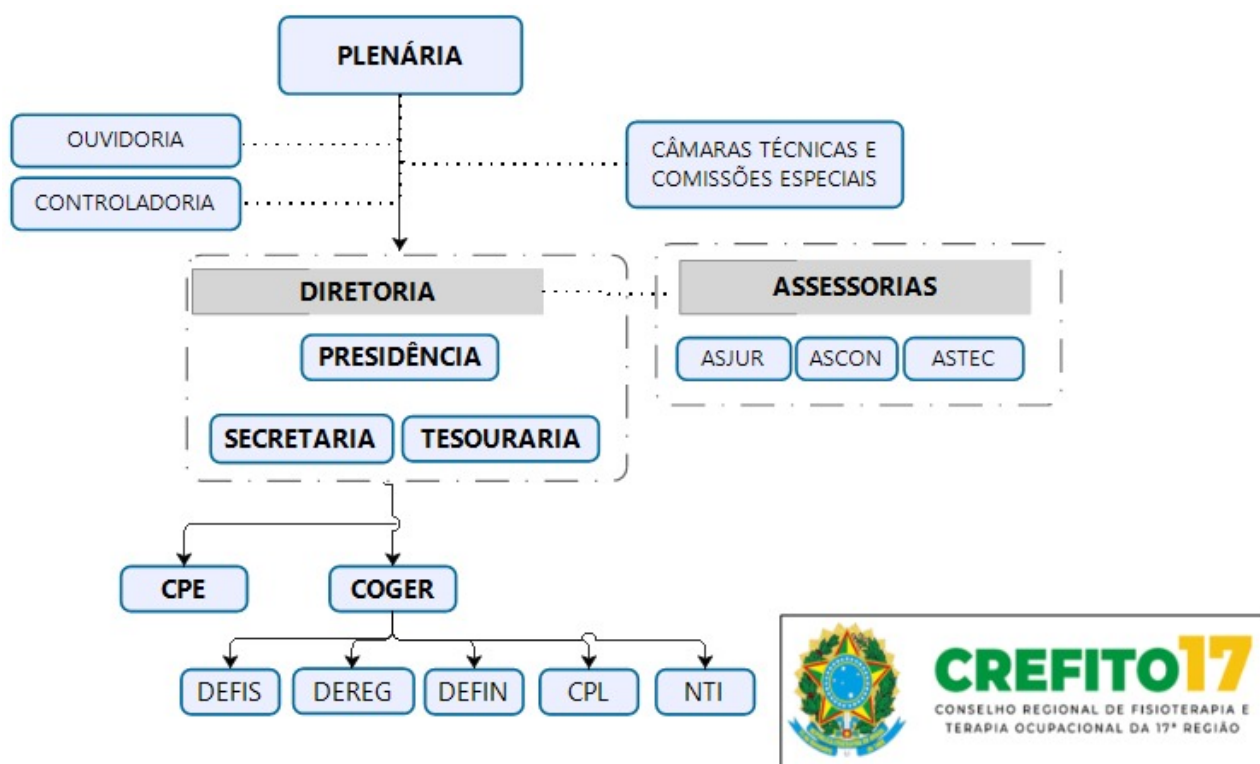 PLENÁRIA
OUVIDORIA
CONTROLADORIA
CÂMARAS TÉCNICAS E
COMISSÕES ESPECIAIS
DIRETORIA
ASSESSORIAS
PRESIDÊNCIA
ASJUR
ASCON
ASTEC
SECRETARIA
TESOURARIA
CPE
COGER
DEFIS
DEREG
DEFIN
CPL
NTI
CREFITO17
CONSELHO REGIONAL DE FISIOTERAPIA E
TERAPIA OCUPACIONAL DA 17ª REGIÃO